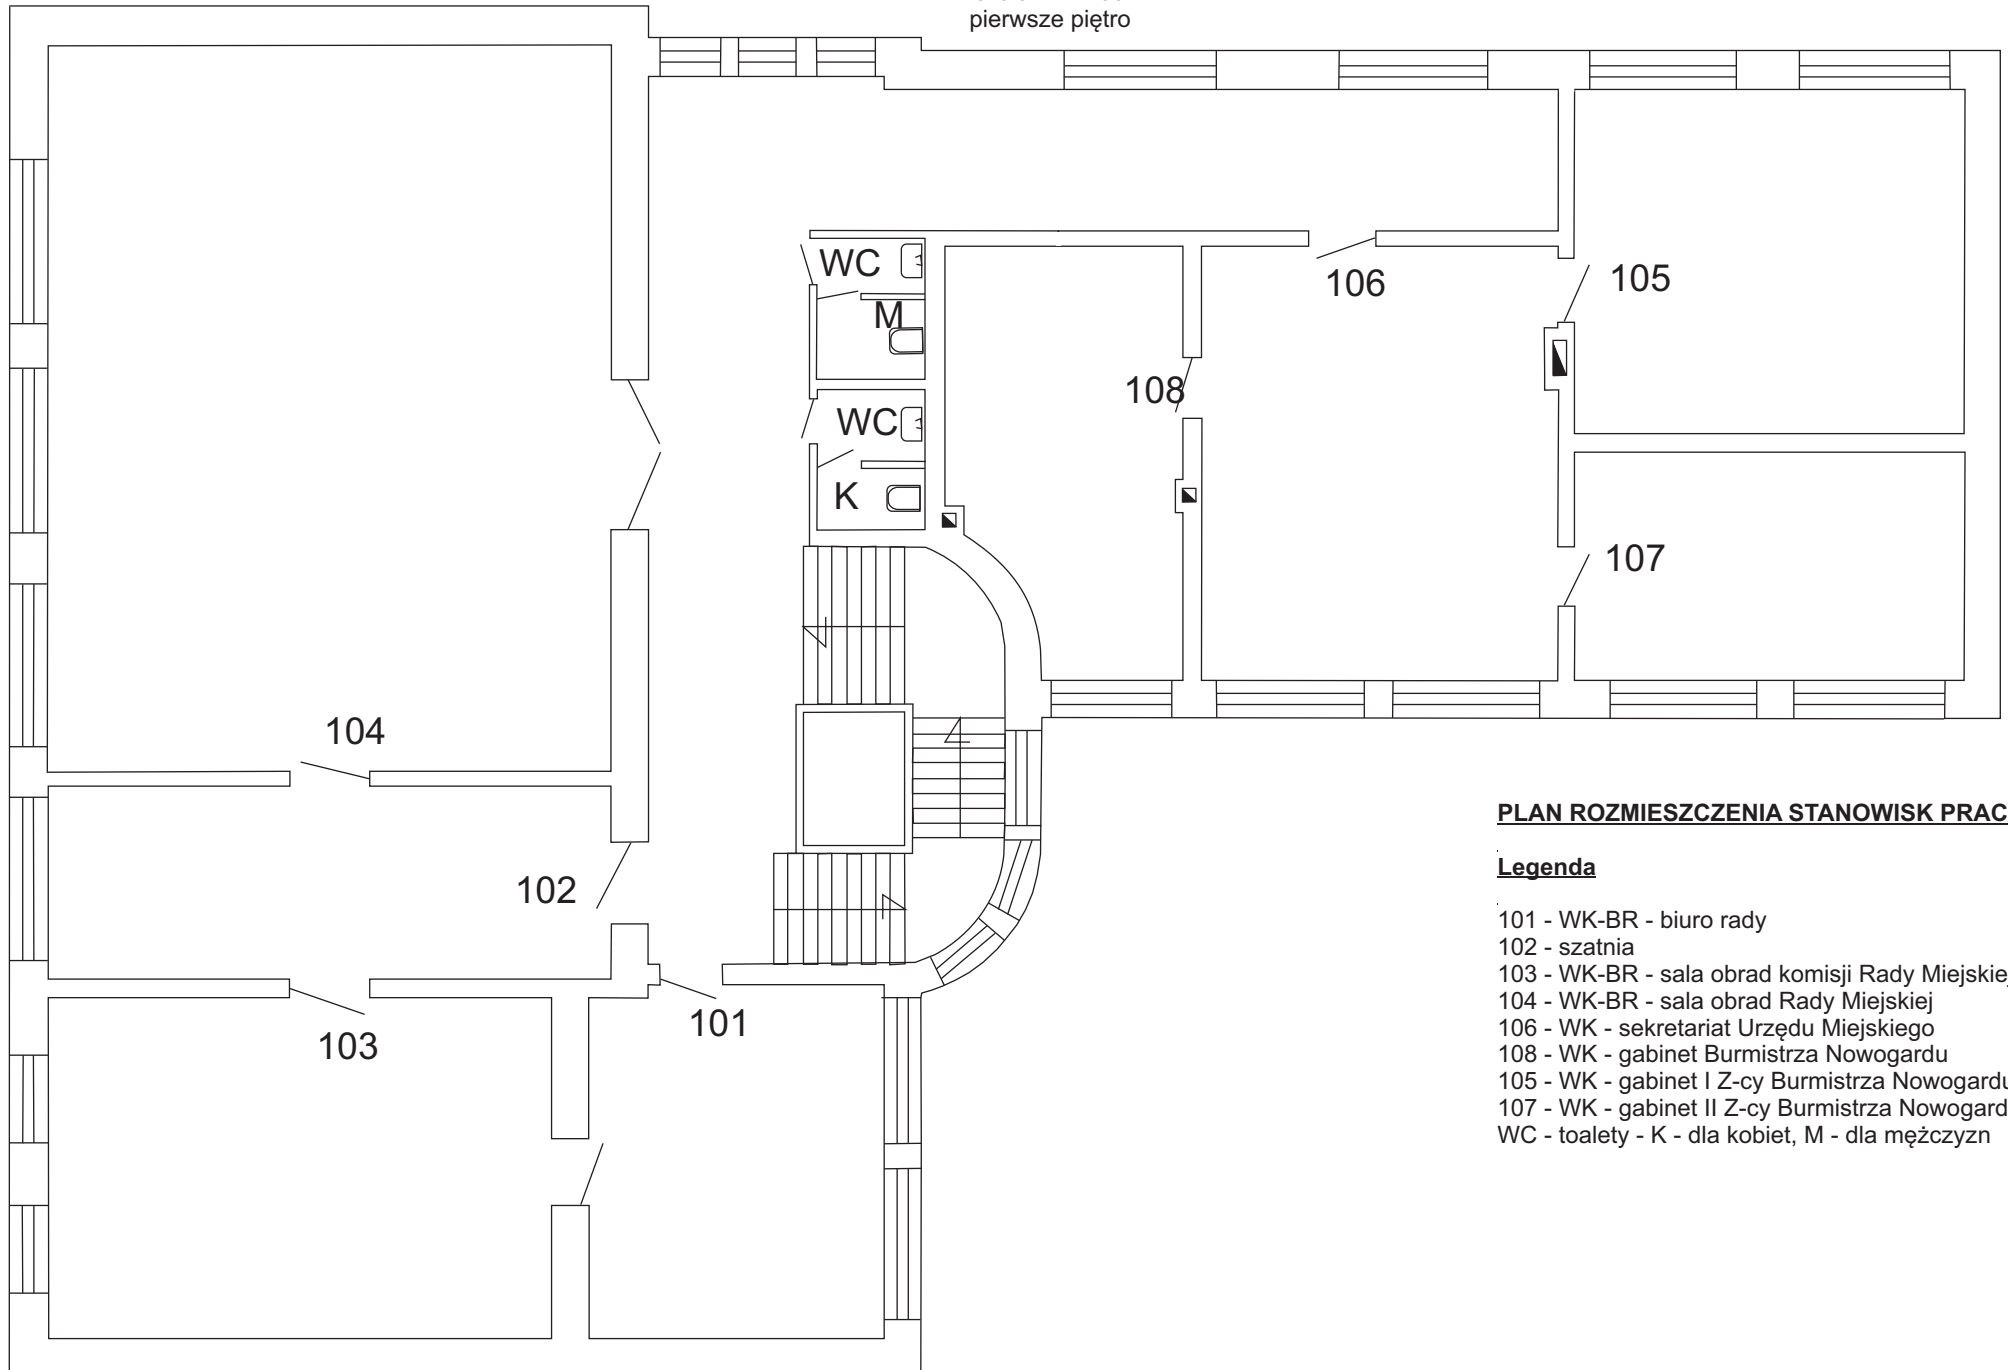 pierwsze piętro
WC
M
106
105
108
WC
K
107
104
102
101
103
PLAN ROZMIESZCZENIA STANOWISK PRAC
Legenda
101 - WK-BR - biuro rady
102 - szatnia
103 - WK-BR - sala obrad komisji Rady Miejskiej
104 - WK-BR - sala obrad Rady Miejskiej
106 - WK - sekretariat Urzędu Miejskiego
108 - WK - gabinet Burmistrza Nowogardu
105 - WK - gabinet I Z-cy Burmistrza Nowogardu
107 - WK - gabinet II Z-cy Burmistrza Nowogard
WC - toalety - K - dla kobiet, M - dla mężczyzn